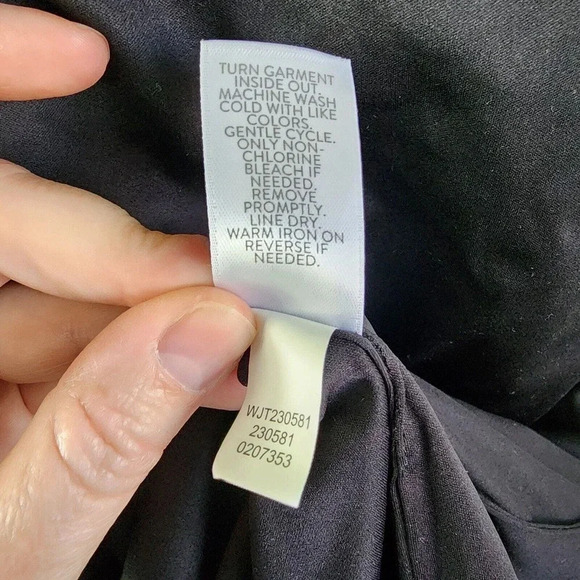 TURN GARMENT
INSIDE OUT.
MACHINE WASH
COLD WITH LIKE
COLORS.
GENTLE CYCLE.
ONLY NON-
CHLORINE
BLEACH IF
NEEDED.
REMOVE
PROMPTLY.
LINE DRY.
WARM IRON ON
REVERSE IF
NEEDED.
WJT230581
230581
0207353